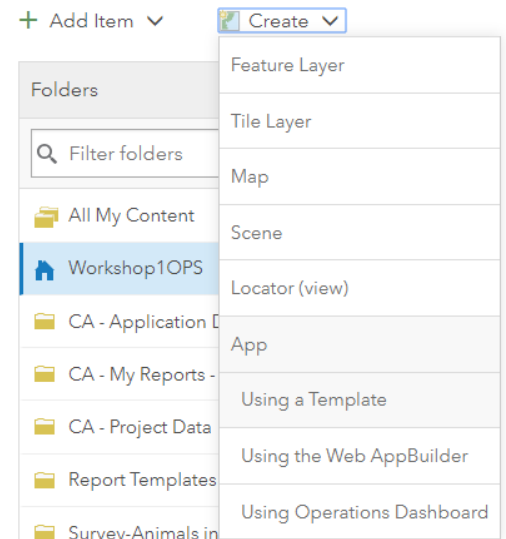 + Add Item
Create
Folders
Filter folders
All My Content
Workshop1OPS
CA - Application
CA - My Reports -
CA - Project Data
Report Templates
Survey-Animals in
Feature Layer
Tile Layer
Map
Scene
Locator (view)
App
Using a Template
Using the Web AppBuilder
Using Operations Dashboard